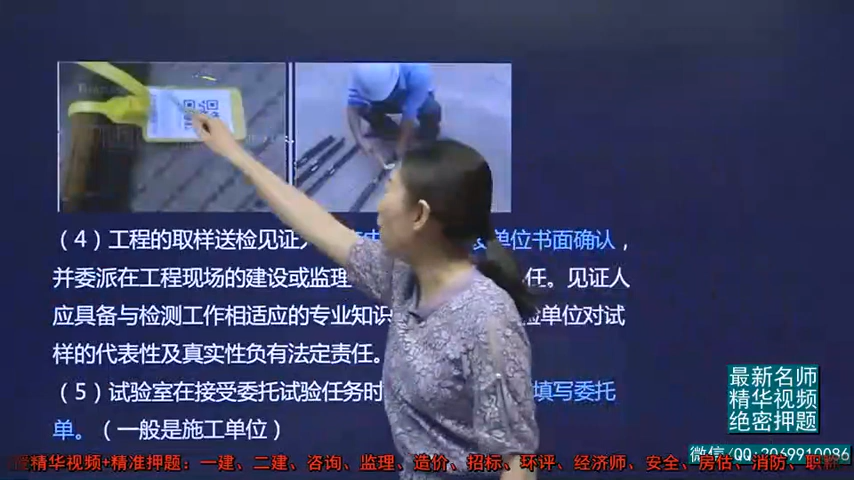 （4）工程的取样送检见证人 单位书面确认，
并委派在工程现场的建设或监理 任。见证人
应具备与检测工作相适应的专业知识 验单位对试
样的代表性及真实性负有法定责任。
（5）试验室在接受委托试验任务时 填写委托
单。（一般是施工单位）
最新名师
精华视频
绝密押题
微信/QQ:2069910086
精华视频+精准押题：一建、二建、咨询、监理、造价、招标、环评、经济师、安全、房估、消防、职称